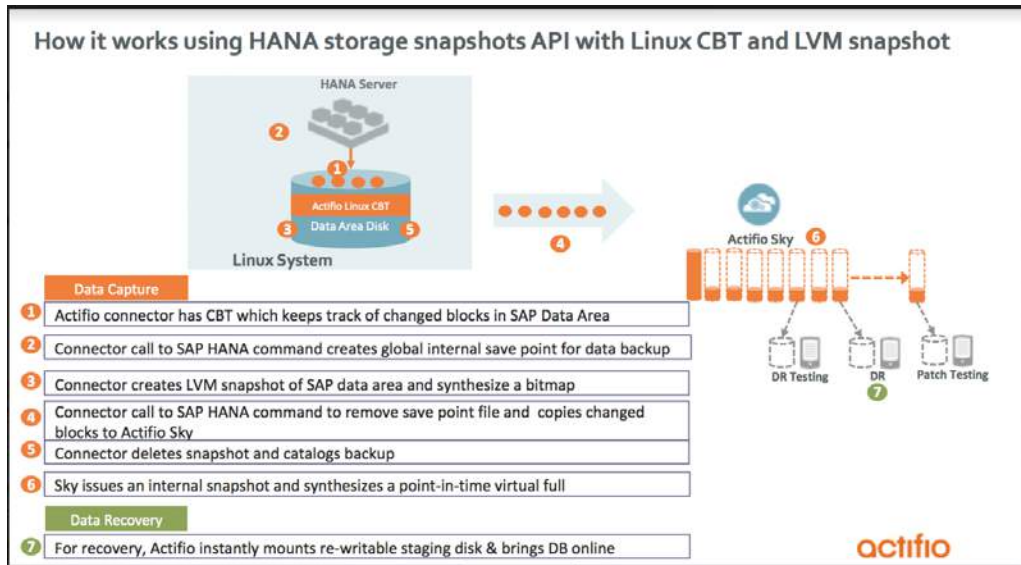 How it works using HANA storage snapshots API with Linux CBT and LVM snapshot
HANA Server
2
1
Actifio Linux CBT
3 Data Area Disk 5
Linux System
4
Actifio Sky 6
DR Testing
DR
7
Patch Testing
Data Capture
1 Actifio connector has CBT which keeps track of changed blocks in SAP Data Area
2 Connector call to SAP HANA command creates global internal save point for data backup
3 Connector creates LVM snapshot of SAP data area and synthesize a bitmap
4 Connector call to SAP HANA command to remove save point file and copies changed
blocks to Actifio Sky
5 Connector deletes snapshot and catalogs backup
6 Sky issues an internal snapshot and synthesizes a point-in-time virtual full
Data Recovery
7 For recovery, Actifio instantly mounts re-writable staging disk & brings DB online
actifio